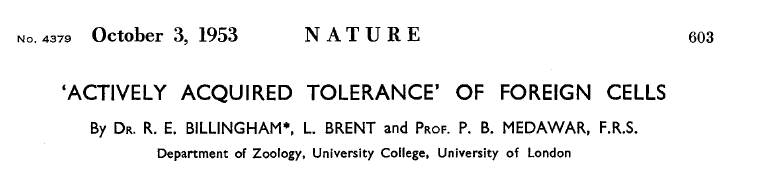 No. 4379 October 3, 1953 NATURE 603
'ACTIVELY ACQUIRED TOLERANCE' OF FOREIGN CELLS
By DR. R. E. BILLINGHAM*, L. BRENT and PROF. P. B. MEDAWAR, F.R.S.
Department of Zoology, University College, University of London